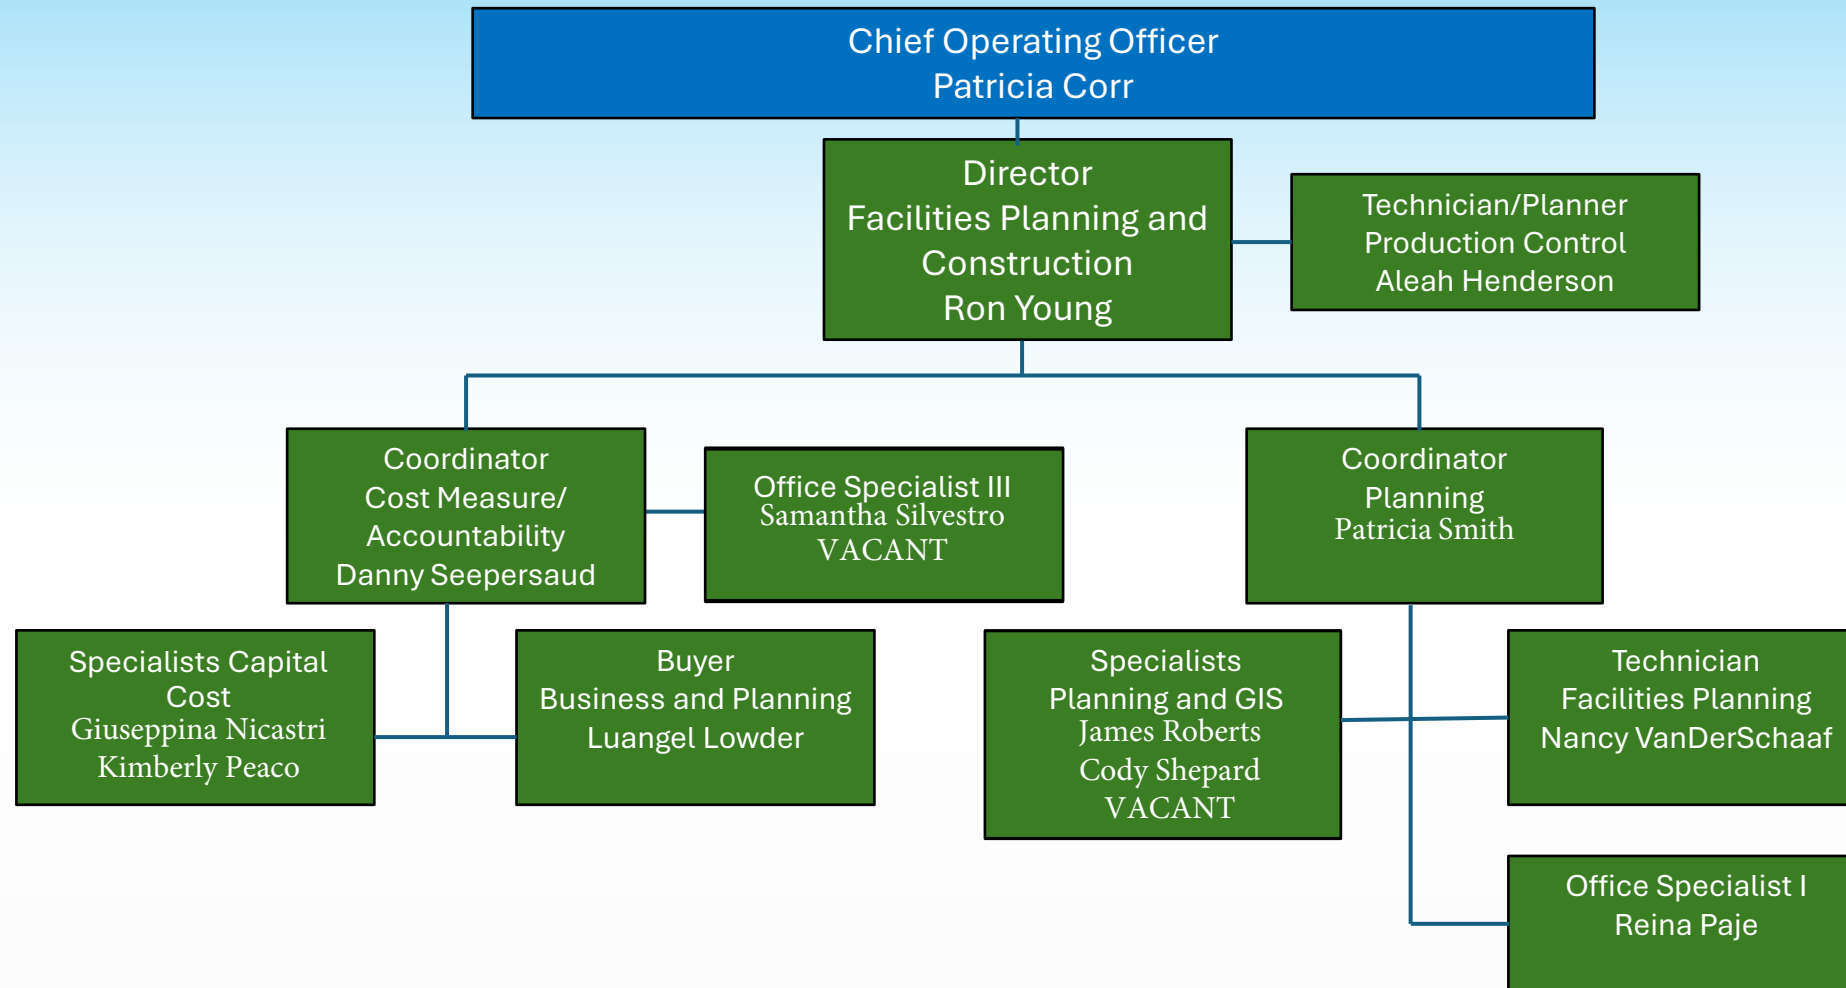 Chief Operating Officer
Patricia Corr
Director
Facilities Planning and
Construction
Ron Young
Technician/Planner
Production Control
Aleah Henderson
Coordinator
Cost Measure/
Accountability
Danny Seepersaud
Office Specialist III
Samantha Silvestro
VACANT
Coordinator
Planning
Patricia Smith
Specialists Capital
Cost
Giuseppina Nicastri
Kimberly Peaco
Buyer
Business and Planning
Luangel Lowder
Specialists
Planning and GIS
James Roberts
Cody Shepard
VACANT
Technician
Facilities Planning
Nancy VanDerSchaaf
Office Specialist I
Reina Paje